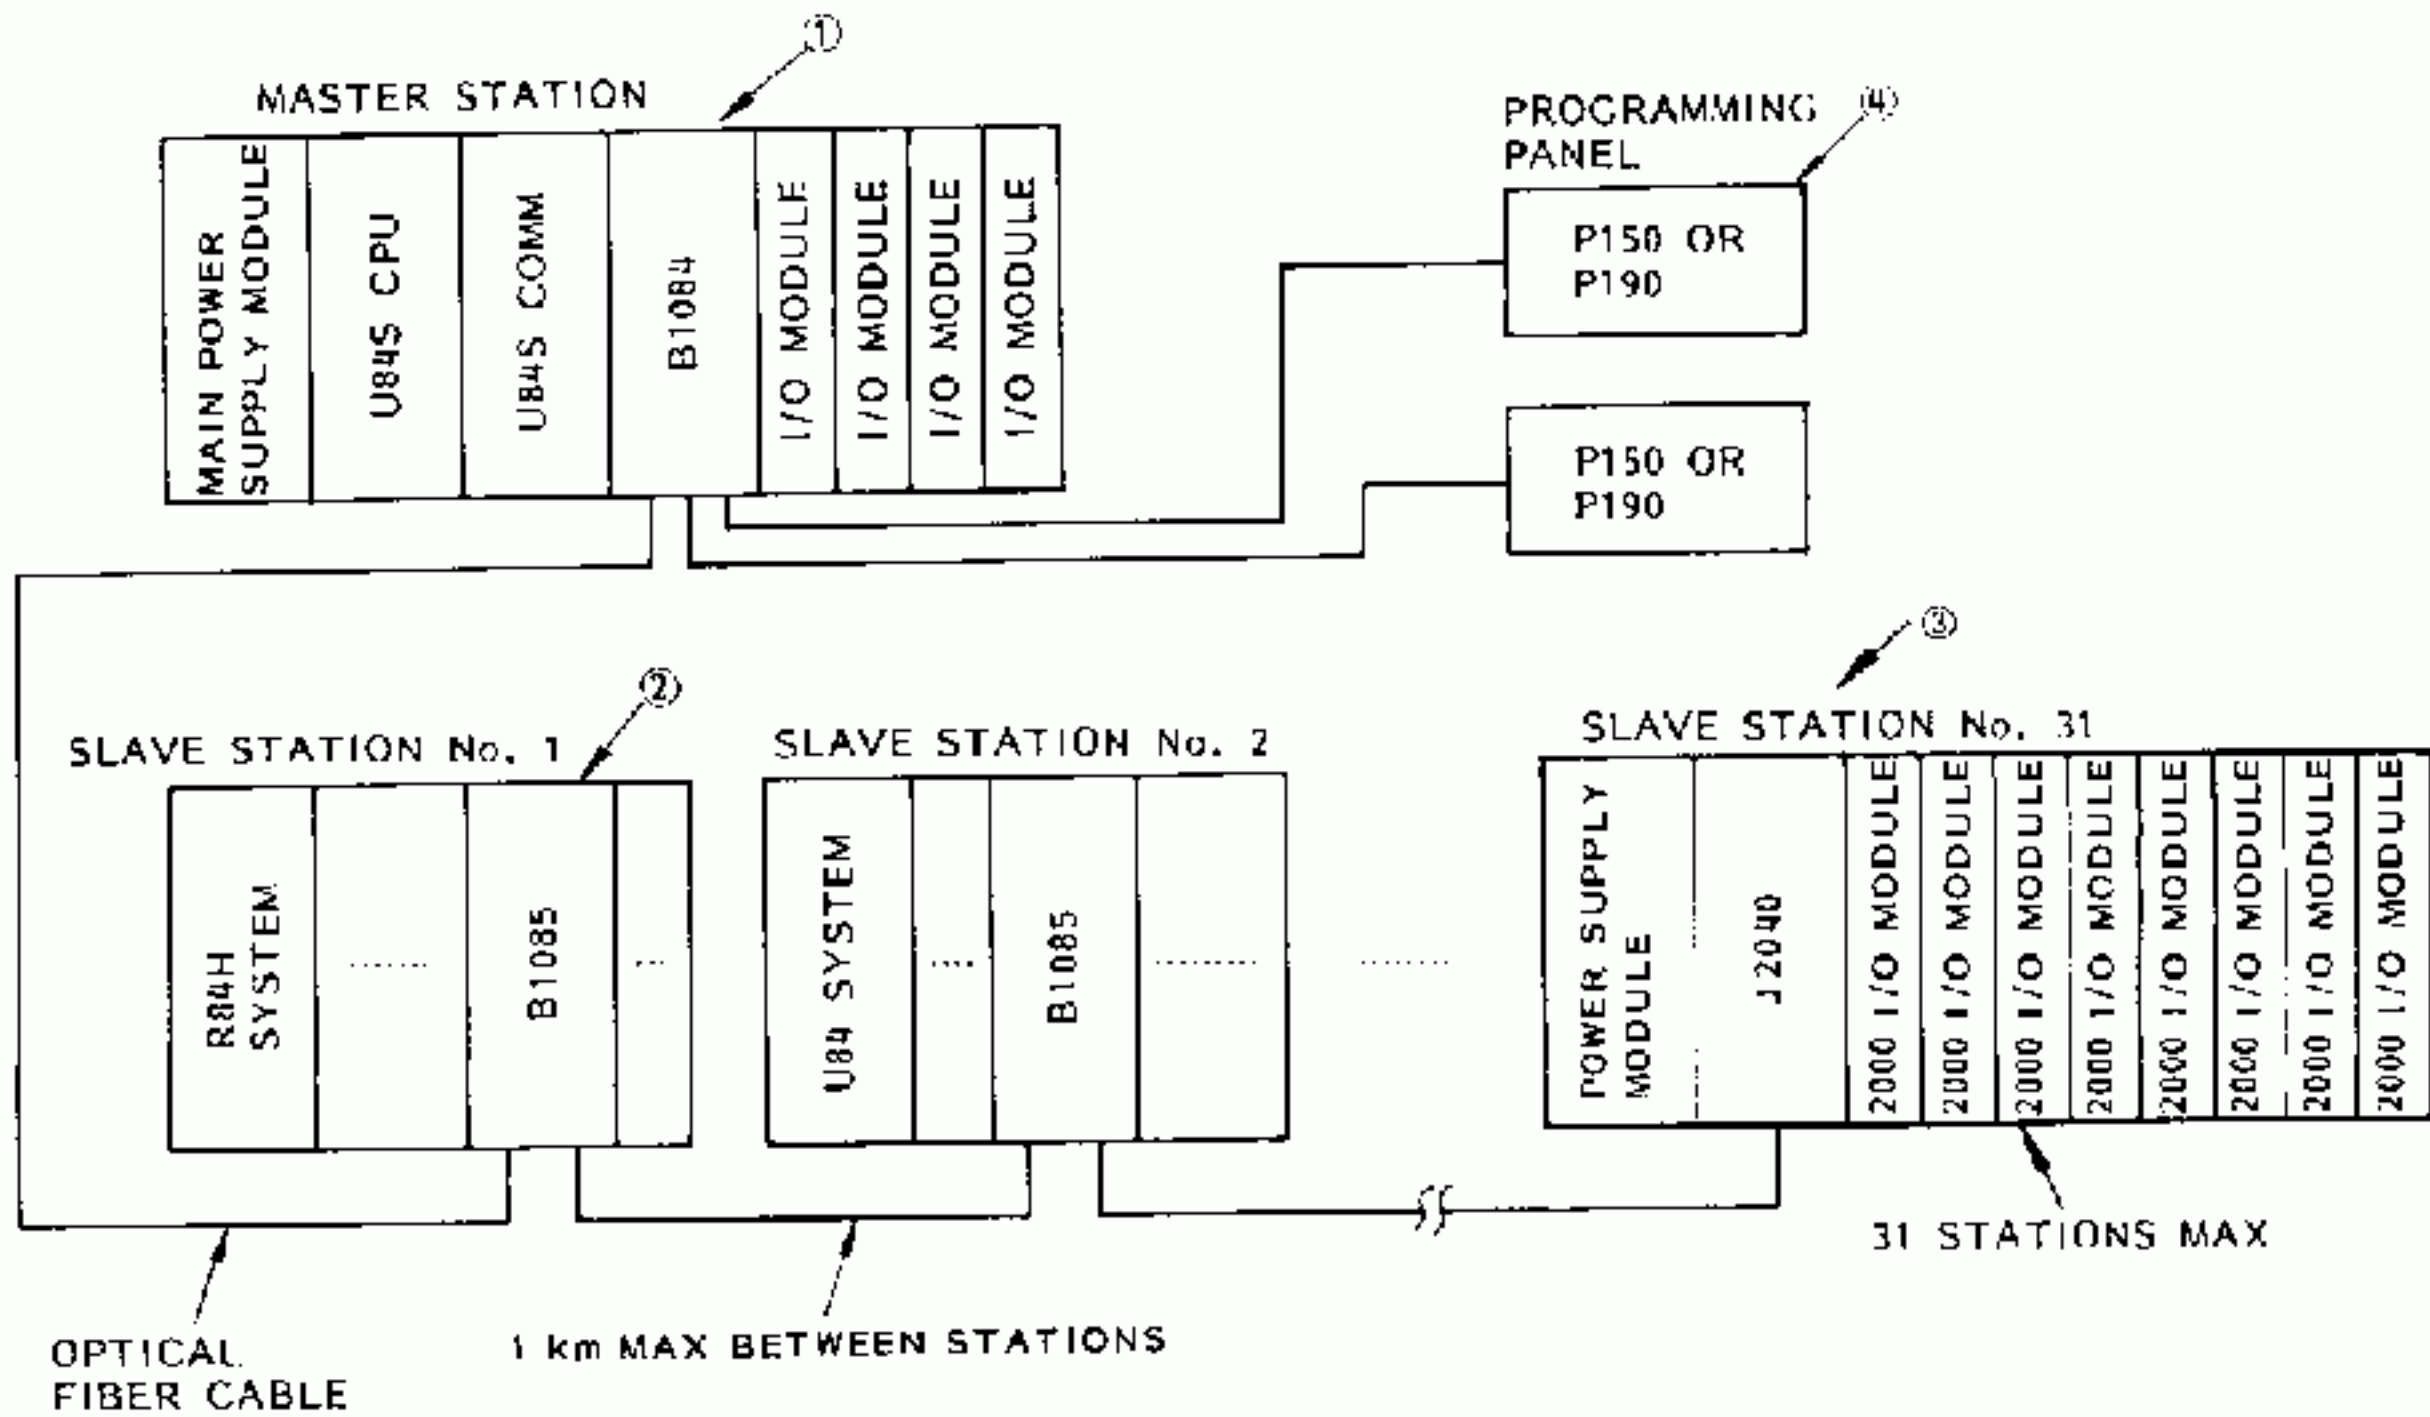 ①
MASTER STATION
MAIN POWER
SUPPLY MODULE
U84S CPU
U84S COMM
B1084
I/O MODULE
I/O MODULE
I/O MODULE
I/O MODULE
PROGRAMMING
PANEL
④
P150 OR
P190
P150 OR
P190
②
SLAVE STATION No. 1
R84H
SYSTEM
.......
B1085
...
SLAVE STATION No. 2
U84 SYSTEM
....
B1085
.........
........
③
SLAVE STATION No. 31
POWER SUPPLY
MODULE
J2040
2000 I/O MODULE
2000 I/O MODULE
2000 I/O MODULE
2000 I/O MODULE
2000 I/O MODULE
2000 I/O MODULE
2000 I/O MODULE
2000 I/O MODULE
31 STATIONS MAX
OPTICAL
FIBER CABLE
1 km MAX BETWEEN STATIONS